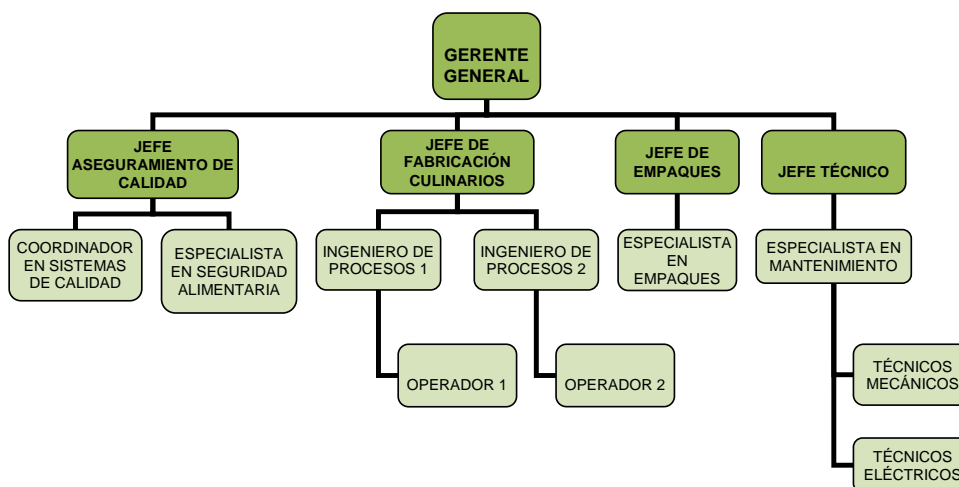 GERENTE
GENERAL
JEFE
ASEGURAMIENTO DE
CALIDAD
JEFE DE
FABRICACIÓN
CULINARIOS
JEFE DE
EMPAQUES
JEFE TÉCNICO
COORDINADOR
EN SISTEMAS
DE CALIDAD
ESPECIALISTA
EN SEGURIDAD
ALIMENTARIA
INGENIERO DE
PROCESOS 1
INGENIERO DE
PROCESOS 2
ESPECIALISTA
EN
EMPAQUES
ESPECIALISTA EN
MANTENIMIENTO
OPERADOR 1
OPERADOR 2
TÉCNICOS
MECÁNICOS
TÉCNICOS
ELÉCTRICOS